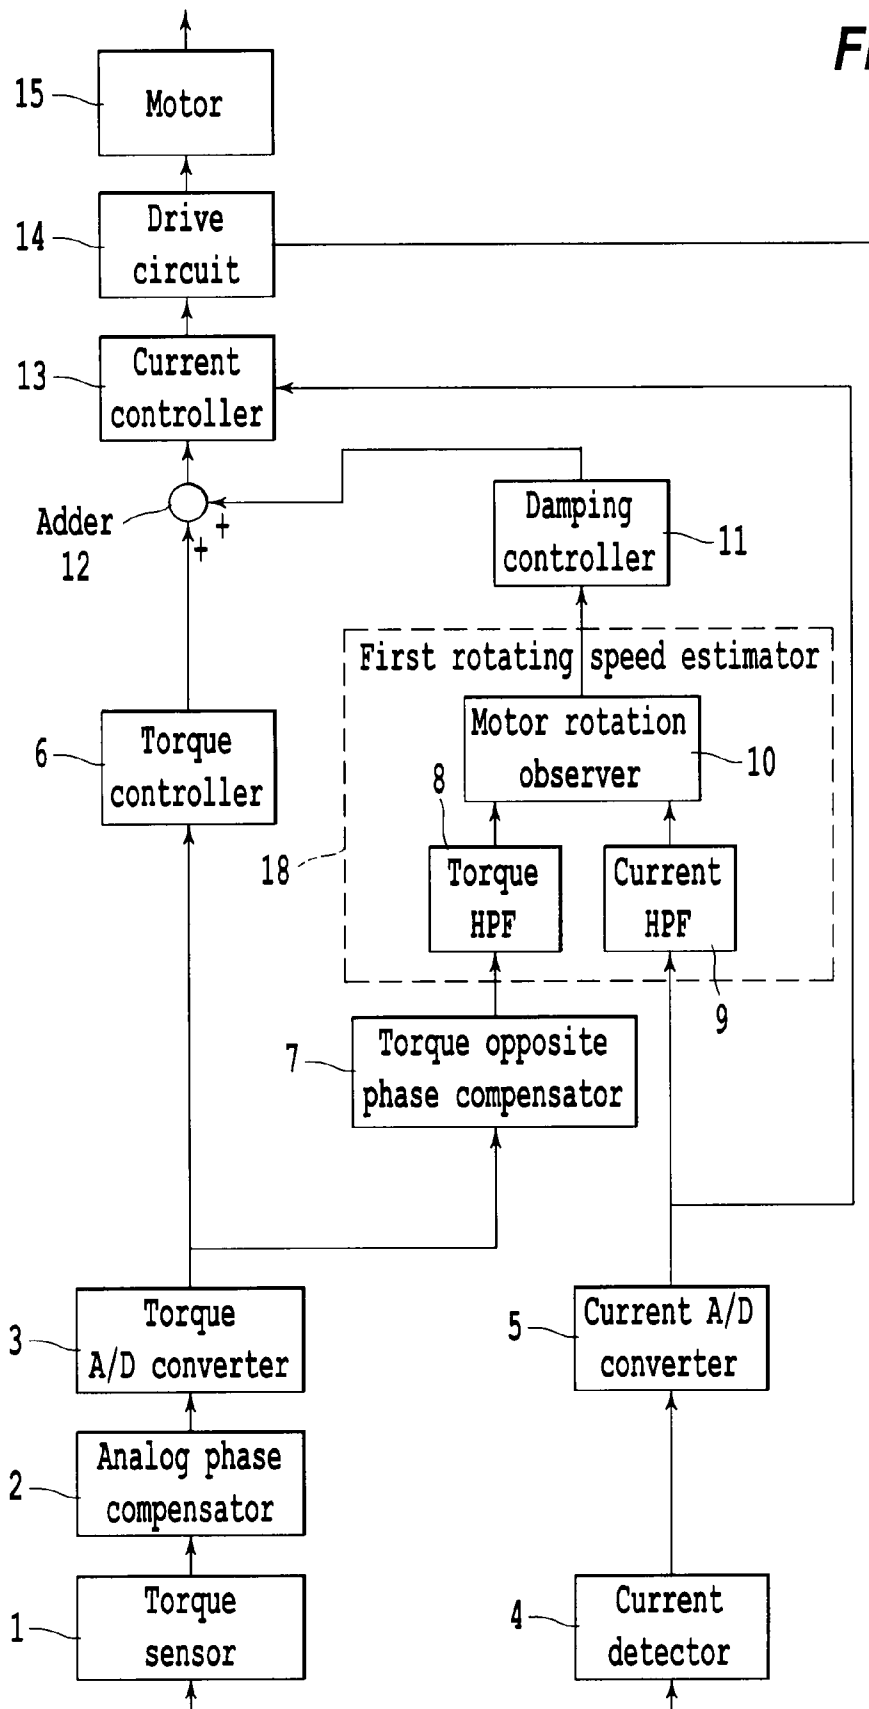 FI
15
Motor
14
Drive
circuit
13
Current
controller
Adder
12
+
+
Damping
controller
11
First rotating speed estimator
6
Torque
controller
Motor rotation
observer
10
8
18
Torque
HPF
Current
HPF
9
7
Torque opposite
phase compensator
3
Torque
A/D converter
5
Current A/D
converter
2
Analog phase
compensator
1
Torque
sensor
4
Current
detector